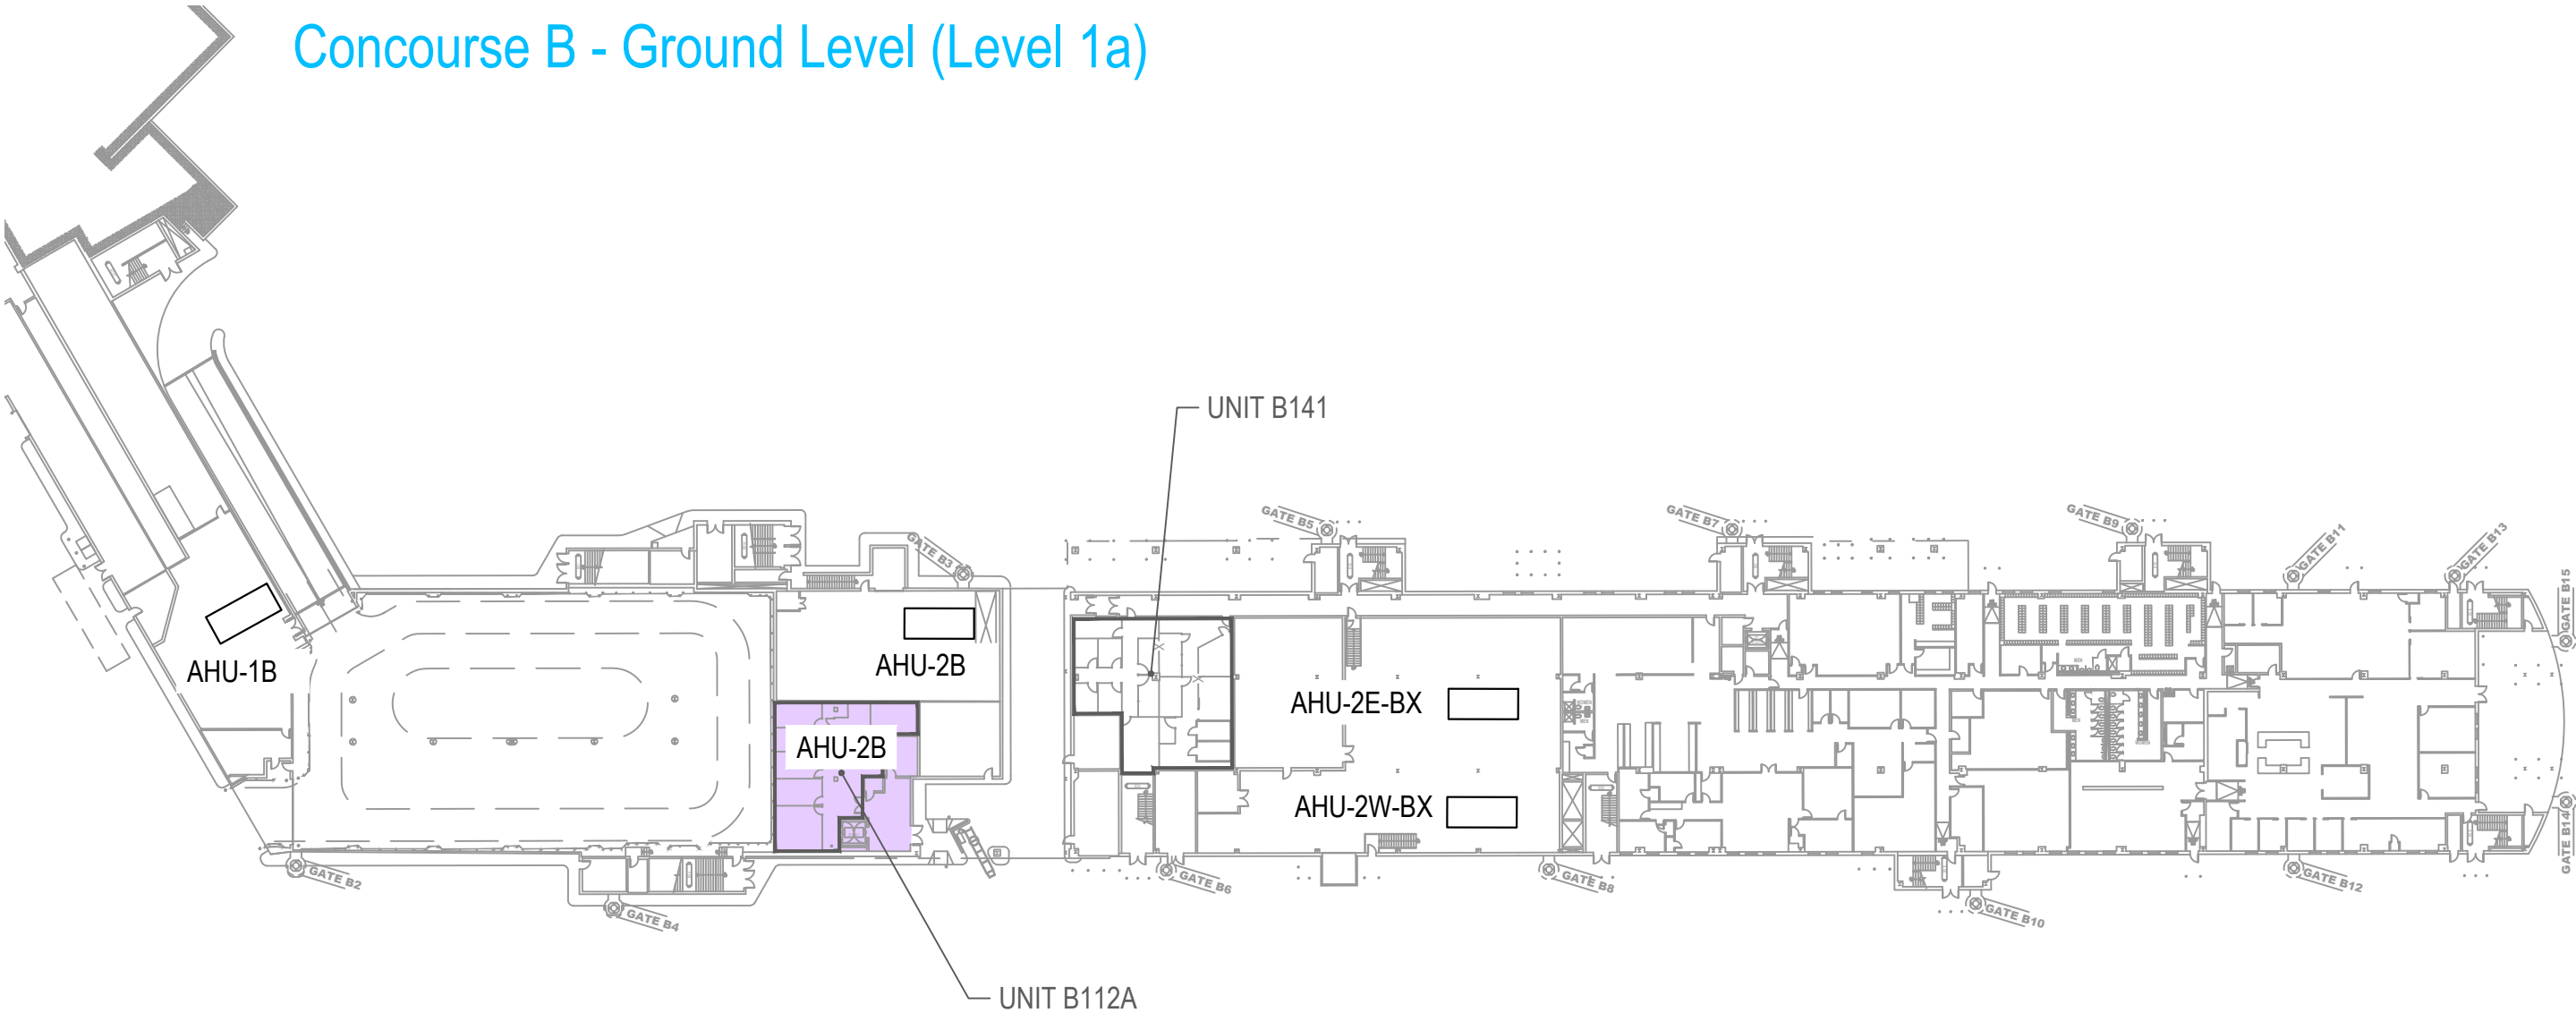 Concourse B - Ground Level (Level 1a)
UNIT B141
GATE B5
GATE B7
GATE B9
GATE B11
GATE B13
GATE B3
GATE B15
AHU-1B
AHU-2B
AHU-2E-BX
AHU-2B
AHU-2W-BX
GATE B14
GATE B2
GATE B4
GATE B6
GATE B8
GATE B10
GATE B12
UNIT B112A